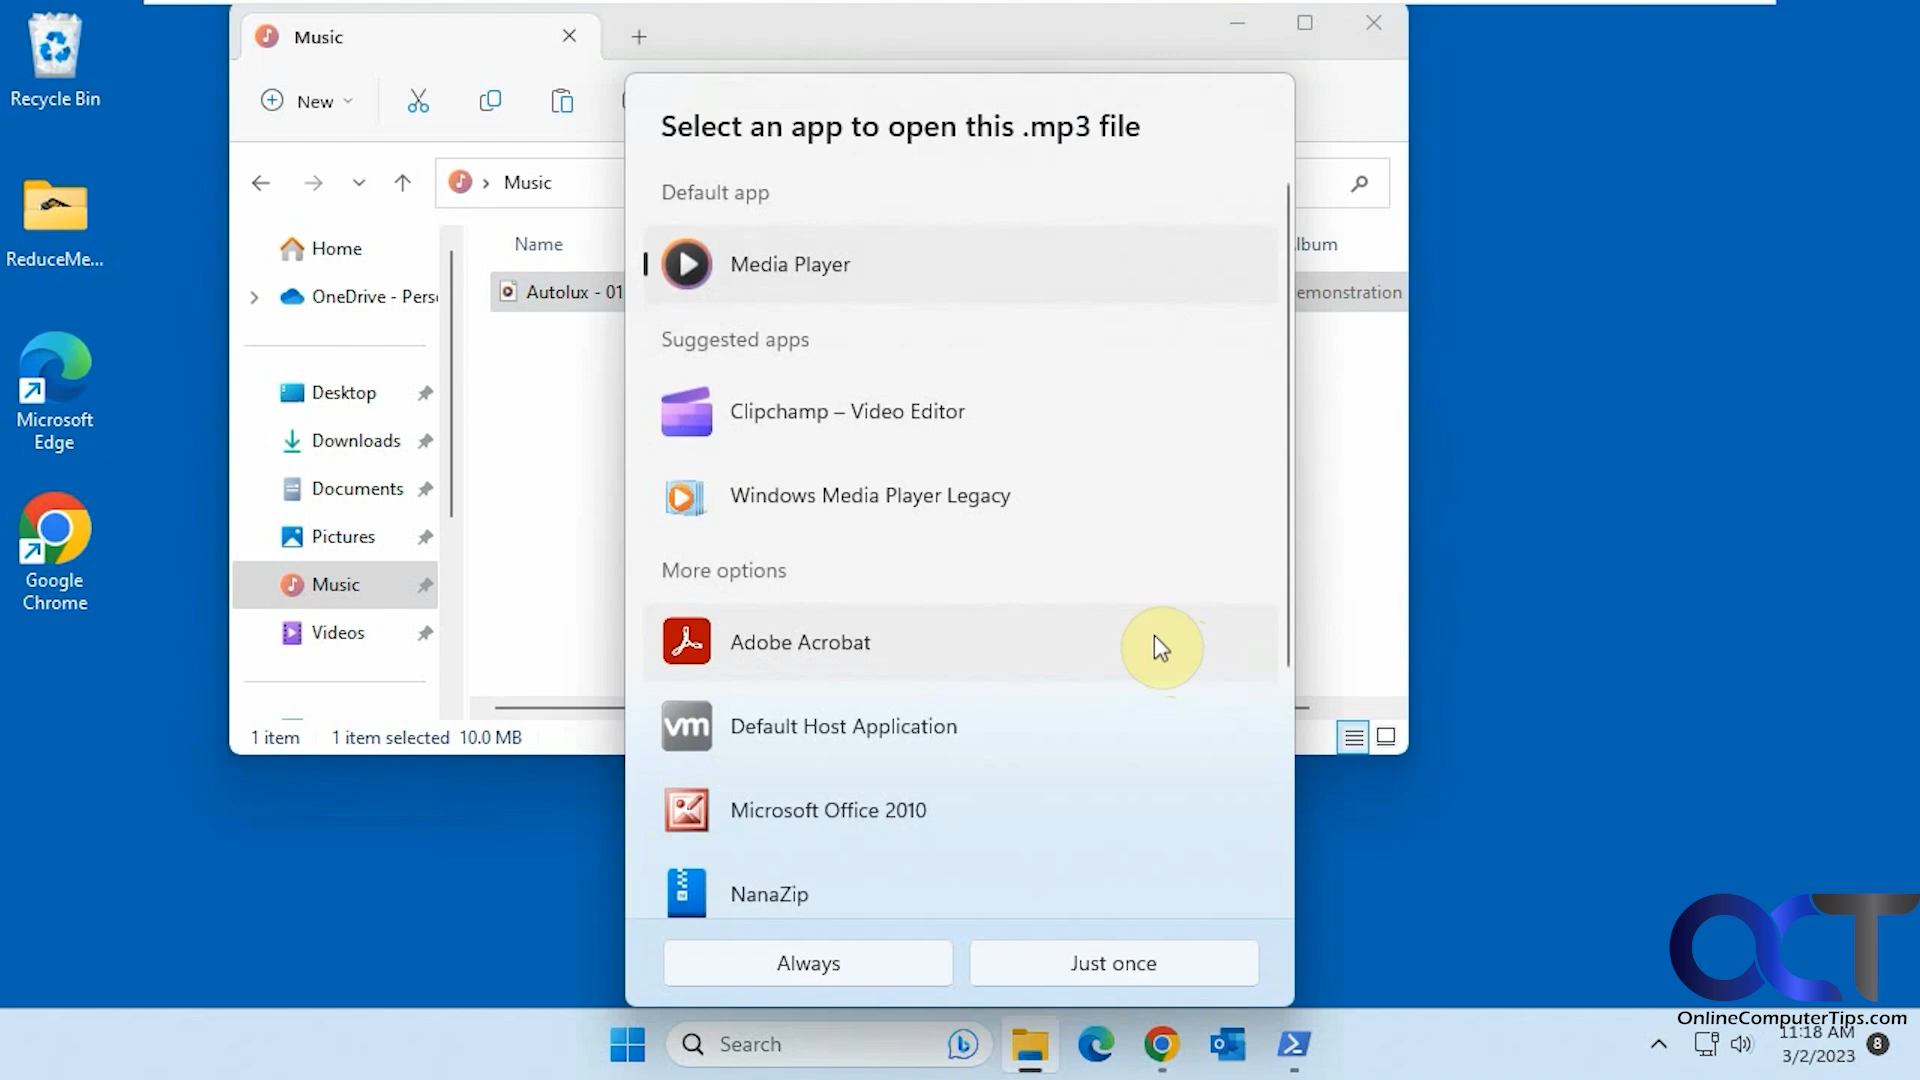 Recycle Bin
ReduceMe...
Microsoft
Edge
Google
Chrome
Music
New
Music
Name
lbum
Autolux - 01
emonstration
Home
OneDrive - Pers
Desktop
Downloads
Documents
Pictures
Music
Videos
1 item
1 item selected 10.0 MB
Select an app to open this .mp3 file
Default app
Media Player
Suggested apps
Clipchamp – Video Editor
Windows Media Player Legacy
More options
Adobe Acrobat
vm
Default Host Application
Microsoft Office 2010
NanaZip
Always
Just once
Search
OCT
OnlineComputerTips.com
11:18 AM
3/2/2023
8